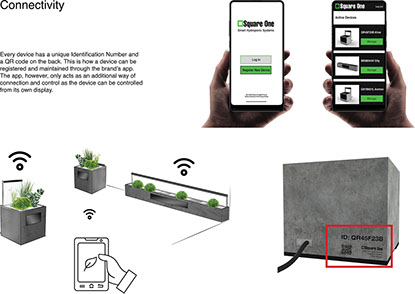 Connectivity
Every device has a unique Identification Number and
a QR code on the back. This is how a device can be
registered and maintained through the brand's app.
The app, however, only acts as an additional way of
connection and control as the device can be controlled
from its own display.
Square One
Smart Hydroponic Systems
Log In
Register New Device
Square One
Active Devices
Manage
Manage
Manage
ID: QR45F23B
Square One